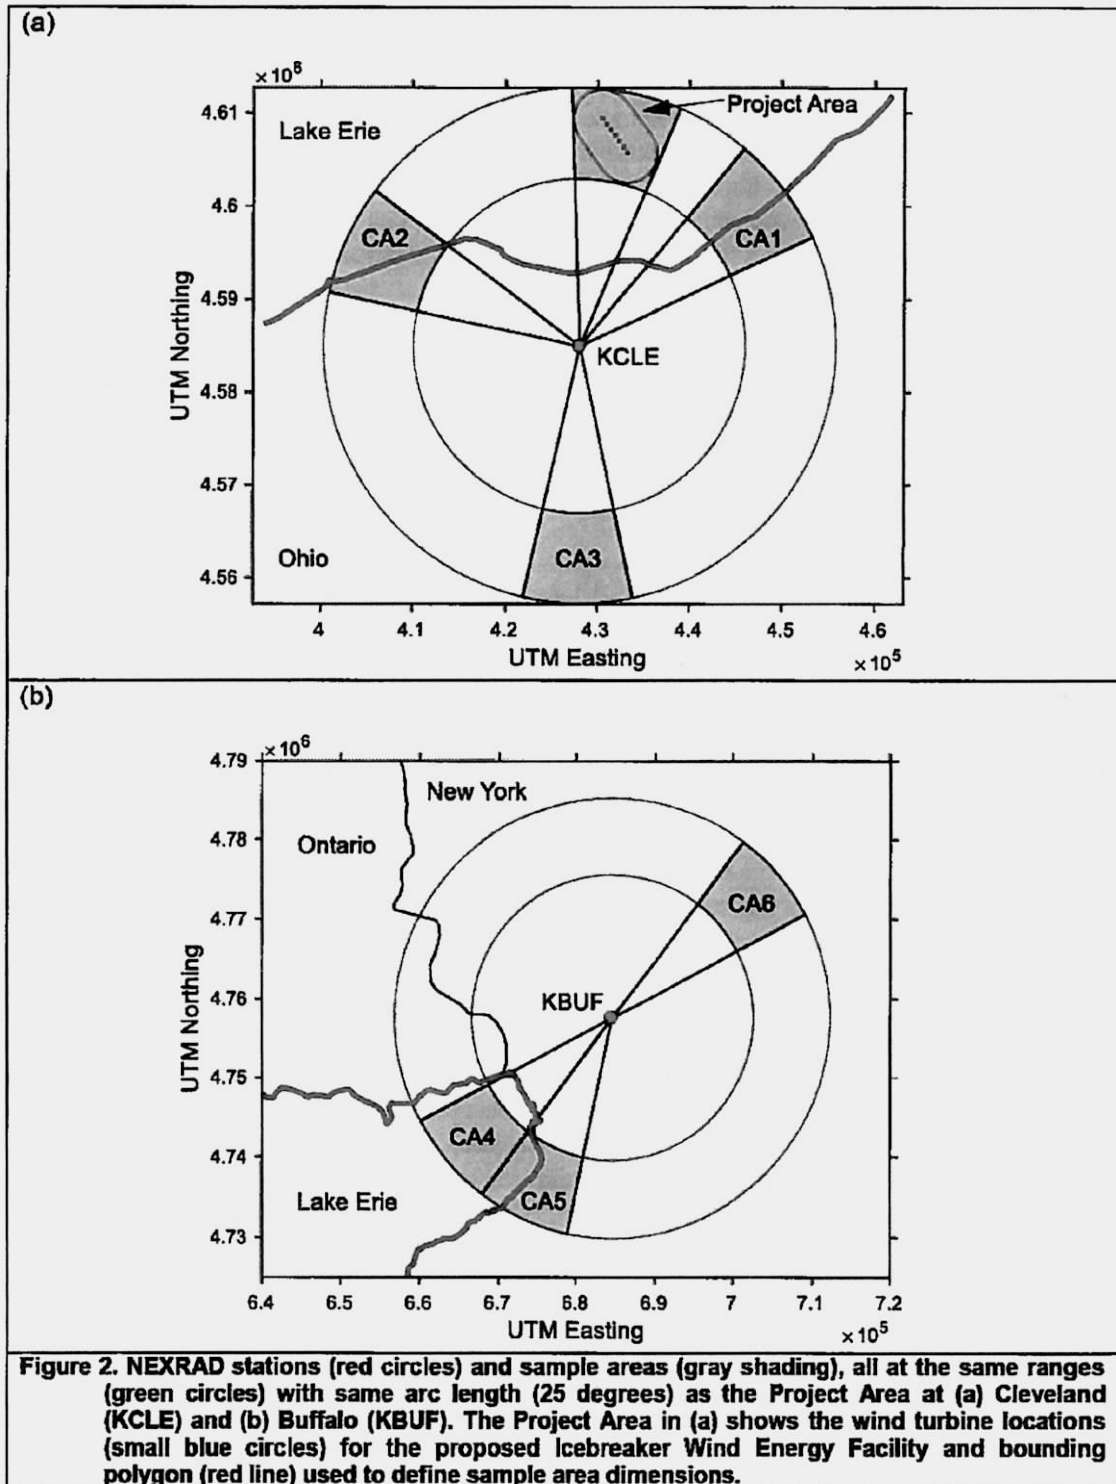 (a)
×10⁶
4.61
4.6
4.59
4.58
4.57
4.56
UTM Northing
Lake Erie
Project Area
CA2
CA1
KCLE
CA3
Ohio
4 4.1 4.2 4.3 4.4 4.5 4.6
UTM Easting
×10⁵
(b)
×10⁶
4.79
4.78
4.77
4.76
4.75
4.74
4.73
UTM Northing
New York
Ontario
CA6
KBUF
CA4
CA5
Lake Erie
6.4 6.5 6.6 6.7 6.8 6.9 7 7.1 7.2
UTM Easting
×10⁵
Figure 2. NEXRAD stations (red circles) and sample areas (gray shading), all at the same ranges
(green circles) with same arc length (25 degrees) as the Project Area at (a) Cleveland
(KCLE) and (b) Buffalo (KBUF). The Project Area in (a) shows the wind turbine locations
(small blue circles) for the proposed Icebreaker Wind Energy Facility and bounding
polygon (red line) used to define sample area dimensions.